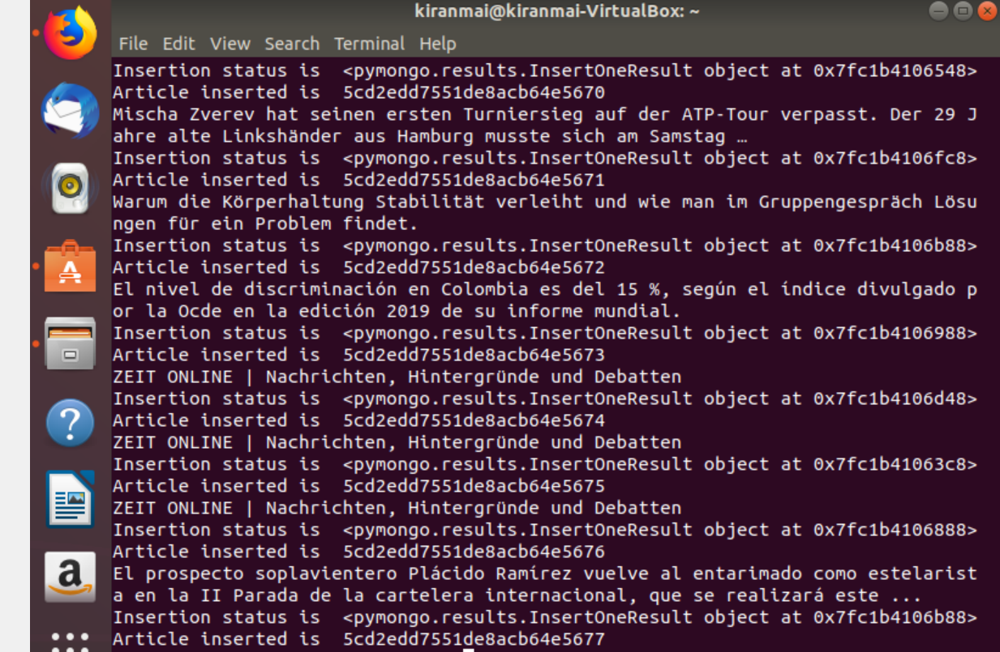 kiranmai@kiranmai-VirtualBox: ~
File Edit View Search Terminal Help
Insertion status is  <pymongo.results.InsertOneResult object at 0x7fc1b4106548>
Article inserted is  5cd2edd7551de8acb64e5670
Mischa Zverev hat seinen ersten Turniersieg auf der ATP-Tour verpasst. Der 29 J
ahre alte Linkshänder aus Hamburg musste sich am Samstag …
Insertion status is  <pymongo.results.InsertOneResult object at 0x7fc1b4106fc8>
Article inserted is  5cd2edd7551de8acb64e5671
Warum die Körperhaltung Stabilität verleiht und wie man im Gruppengespräch Lösu
ngen für ein Problem findet.
Insertion status is  <pymongo.results.InsertOneResult object at 0x7fc1b4106b88>
Article inserted is  5cd2edd7551de8acb64e5672
El nivel de discriminación en Colombia es del 15 %, según el índice divulgado p
or la Ocde en la edición 2019 de su informe mundial.
Insertion status is  <pymongo.results.InsertOneResult object at 0x7fc1b4106988>
Article inserted is  5cd2edd7551de8acb64e5673
ZEIT ONLINE | Nachrichten, Hintergründe und Debatten
Insertion status is  <pymongo.results.InsertOneResult object at 0x7fc1b4106d48>
Article inserted is  5cd2edd7551de8acb64e5674
ZEIT ONLINE | Nachrichten, Hintergründe und Debatten
Insertion status is  <pymongo.results.InsertOneResult object at 0x7fc1b41063c8>
Article inserted is  5cd2edd7551de8acb64e5675
ZEIT ONLINE | Nachrichten, Hintergründe und Debatten
Insertion status is  <pymongo.results.InsertOneResult object at 0x7fc1b4106888>
Article inserted is  5cd2edd7551de8acb64e5676
El prospecto soplavientero Plácido Ramírez vuelve al entarimado como estelarist
a en la II Parada de la cartelera internacional, que se realizará este ...
Insertion status is  <pymongo.results.InsertOneResult object at 0x7fc1b4106b88>
Article inserted is  5cd2edd7551de8acb64e5677